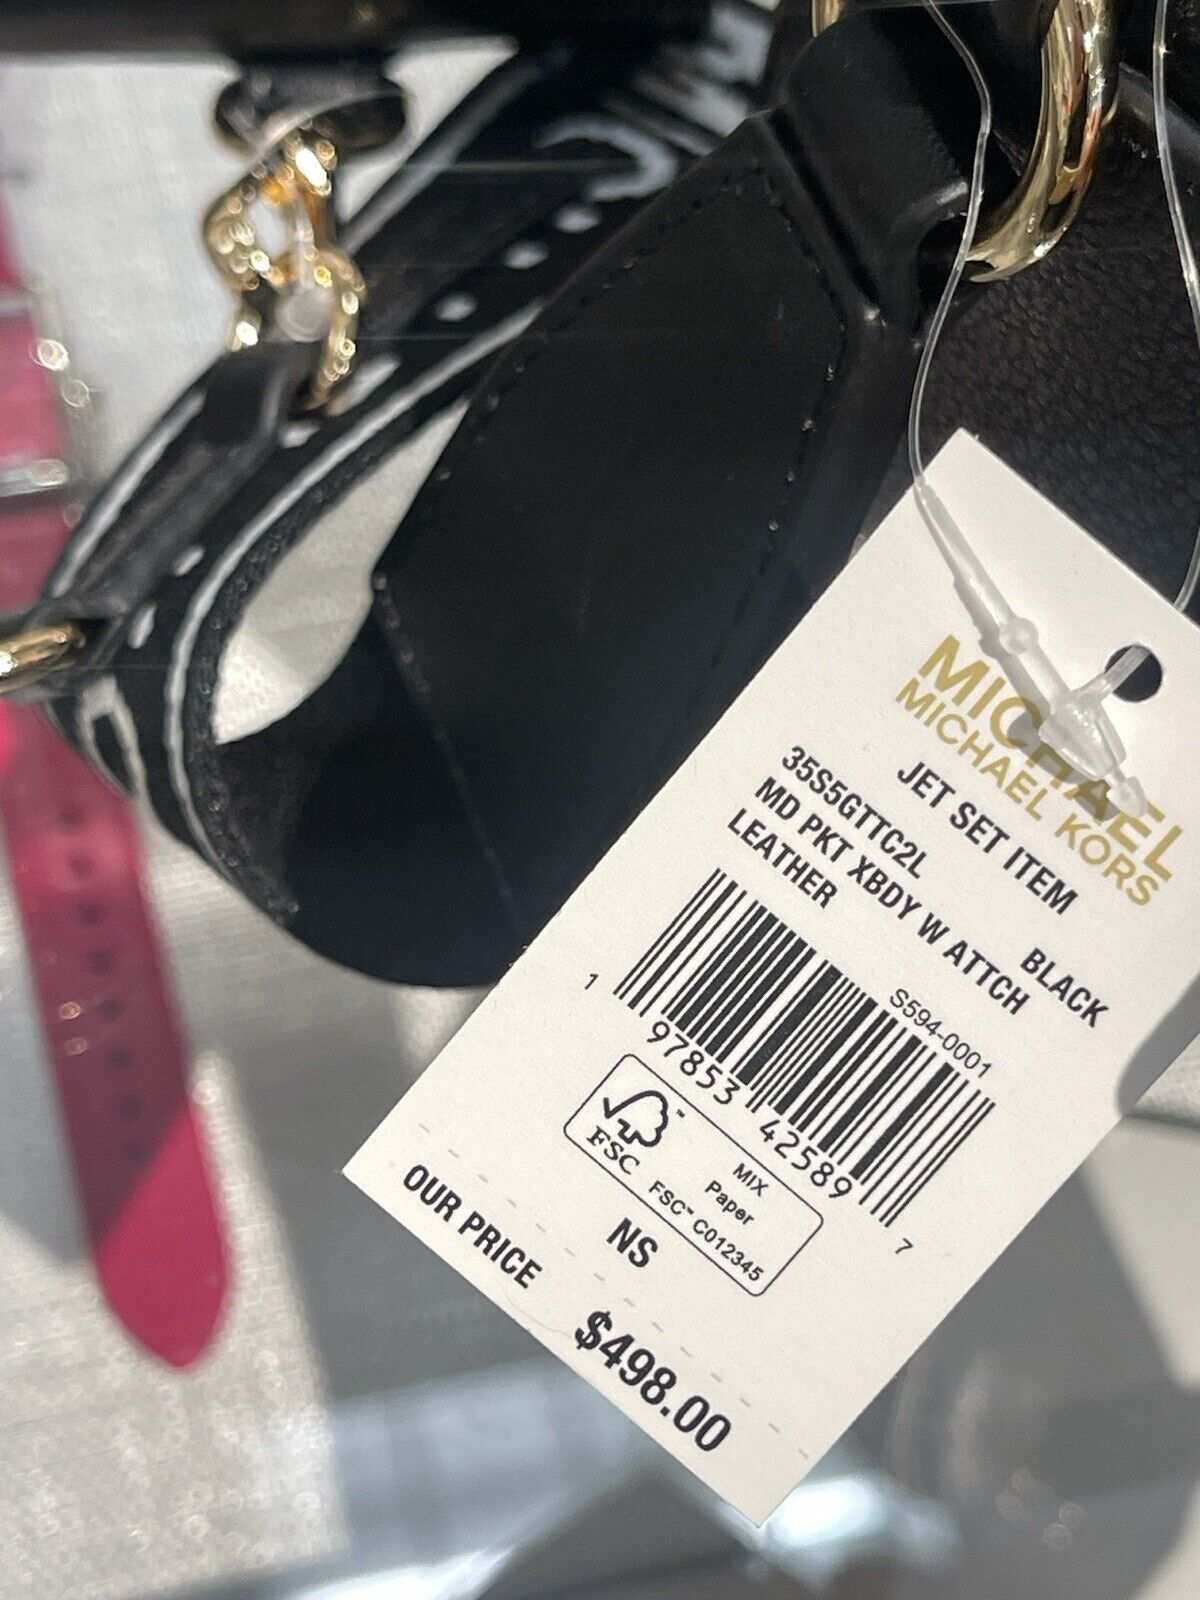 MICHAEL
MICHAEL KORS
JET SET ITEM
35S5GTTC2L BLACK
MD PKT XBDY W ATTCH
LEATHER
S594-0001
1 97853 42589 7
FSC™
MIX
Paper
FSC™ C012345
NS
OUR PRICE
$498.00